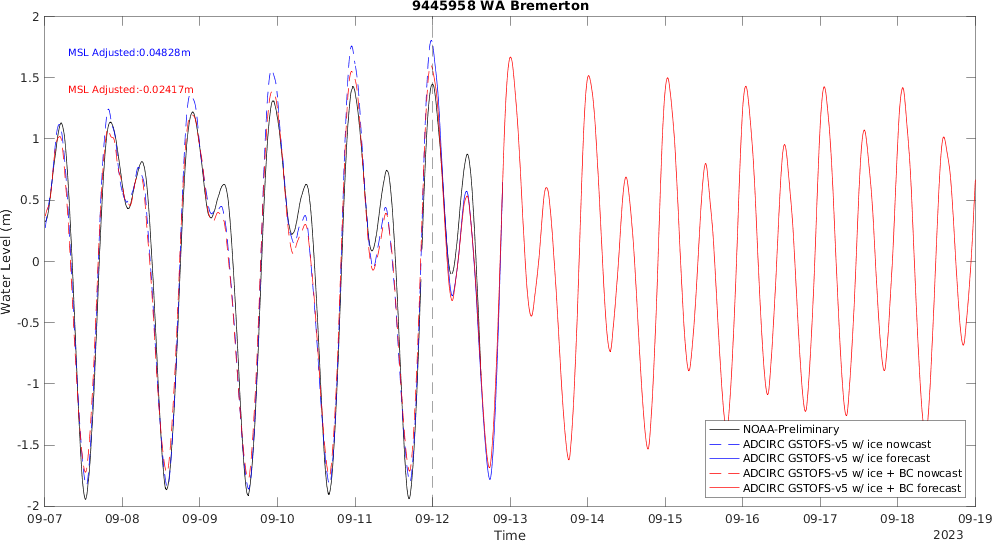 9445958 WA Bremerton
MSL Adjusted:0.04828m
MSL Adjusted:-0.02417m
Water Level (m)
2
1.5
1
0.5
0
-0.5
-1
-1.5
-2
NOAA-Preliminary
ADCIRC GSTOFS-v5 w/ ice nowcast
ADCIRC GSTOFS-v5 w/ ice forecast
ADCIRC GSTOFS-v5 w/ ice + BC nowcast
ADCIRC GSTOFS-v5 w/ ice + BC forecast
09-07 09-08 09-09 09-10 09-11 09-12 09-13 09-14 09-15 09-16 09-17 09-18 09-19
Time
2023